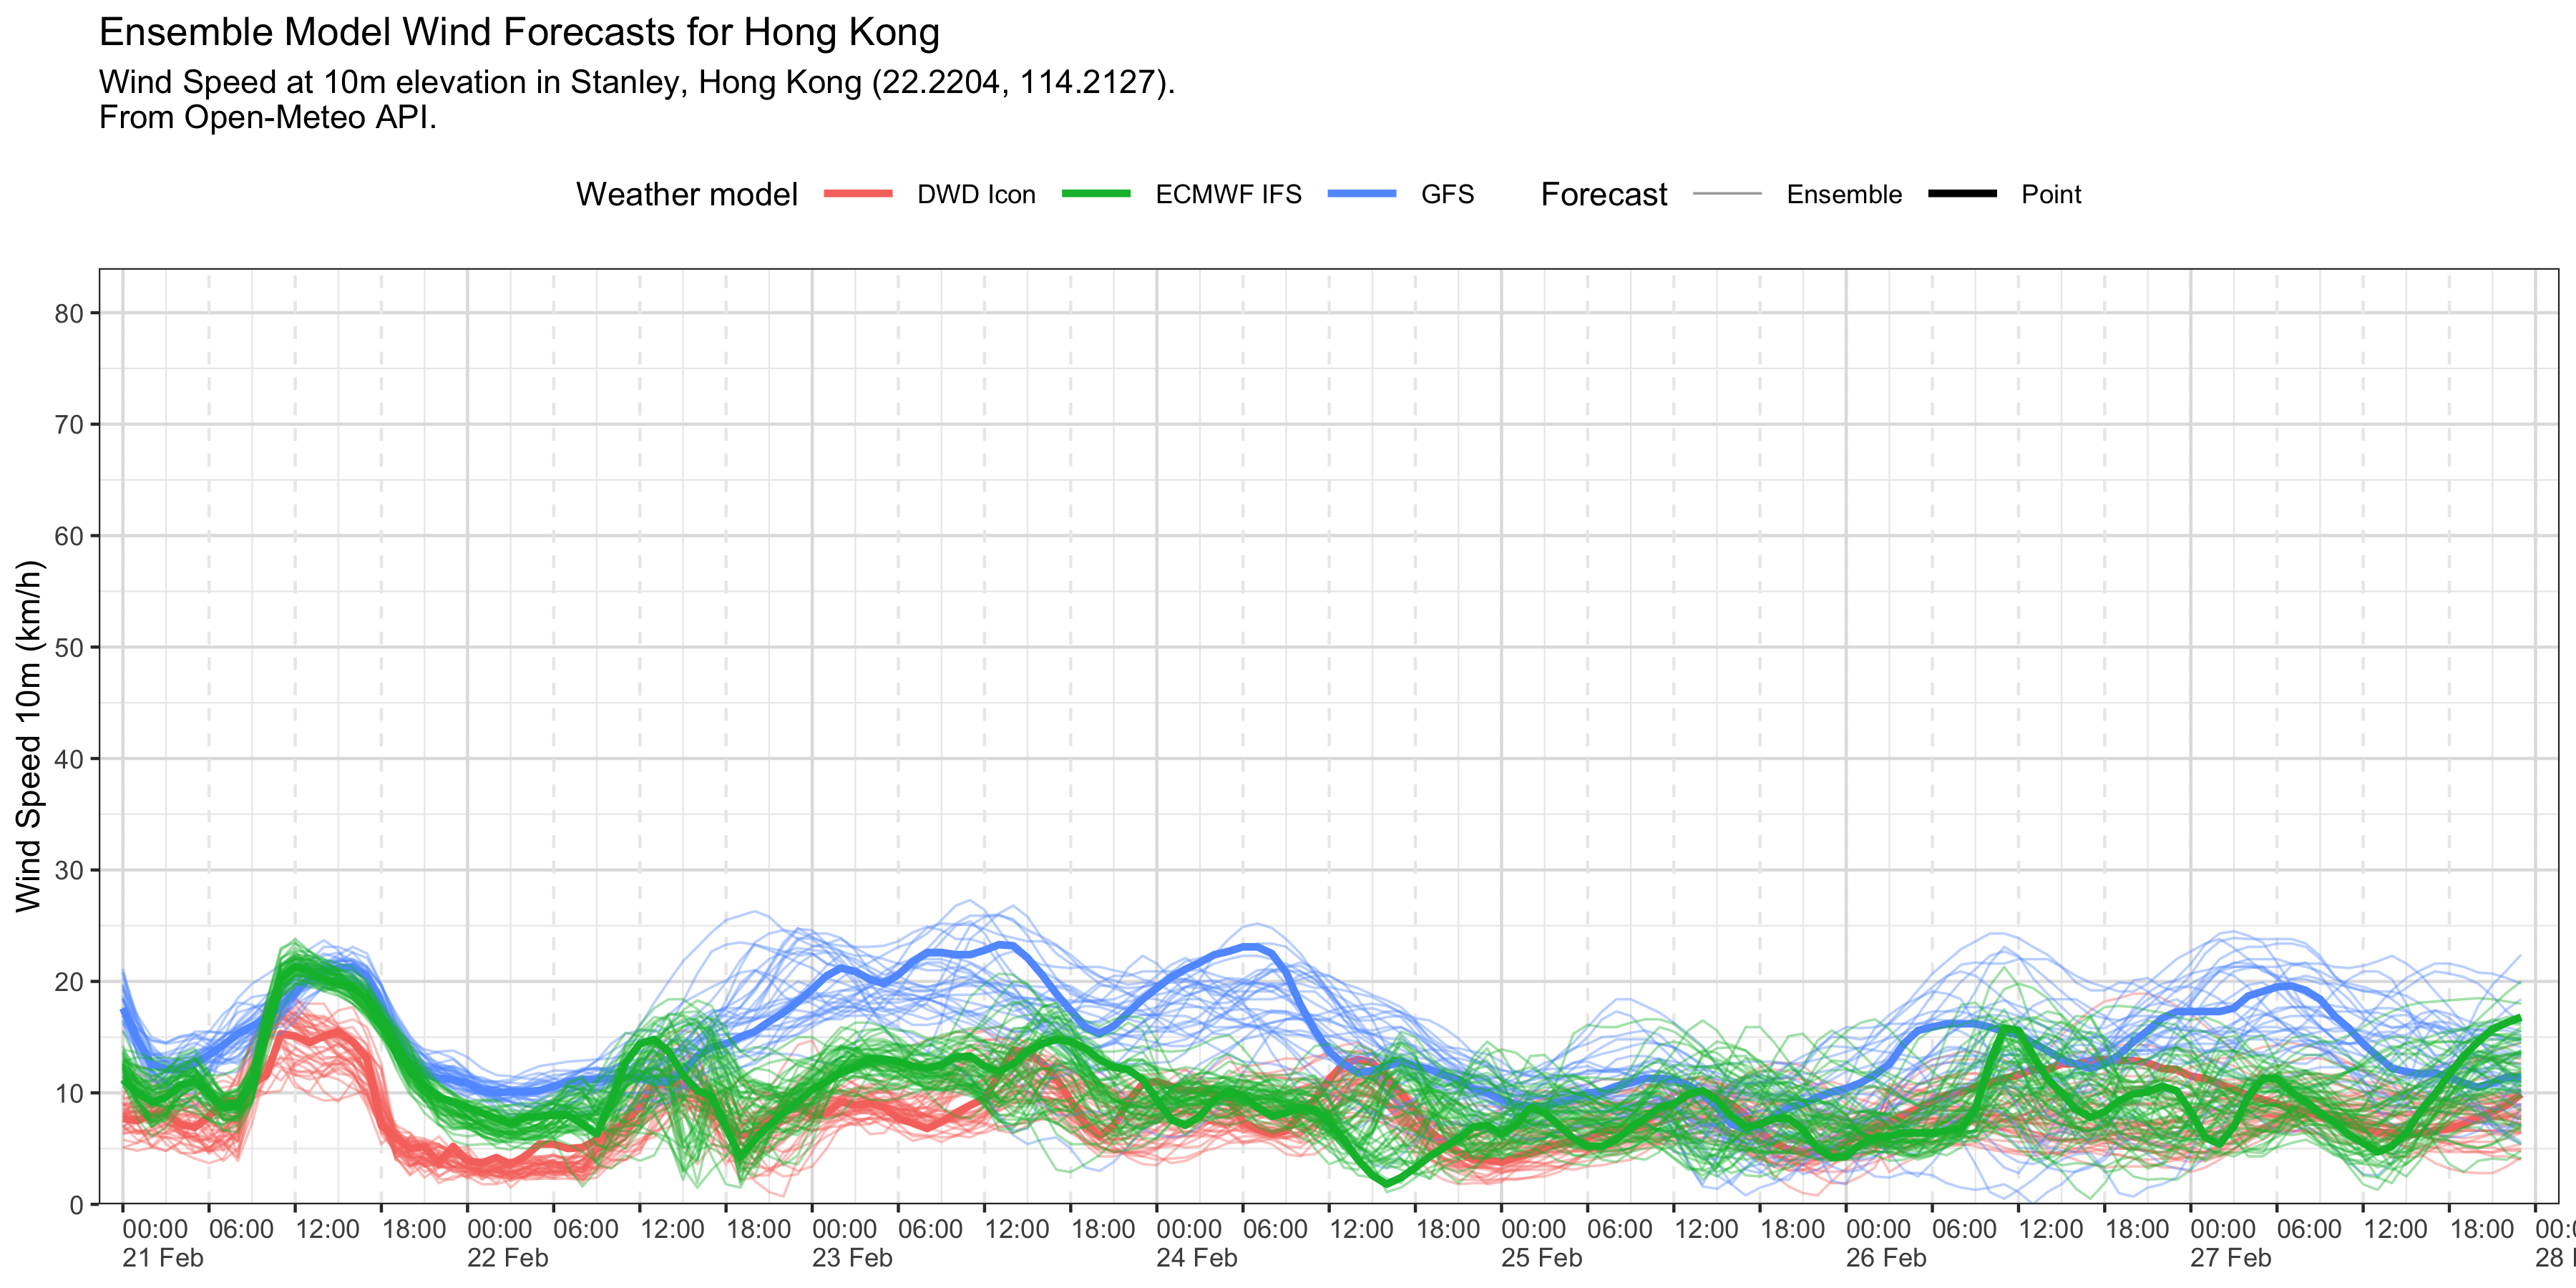 Ensemble Model Wind Forecasts for Hong Kong
Wind Speed at 10m elevation in Stanley, Hong Kong (22.2204, 114.2127).
From Open-Meteo API.
Weather model DWD Icon ECMWF IFS GFS Forecast Ensemble Point
Wind Speed 10m (km/h)
80
70
60
50
40
30
20
10
0
00:00 06:00 12:00 18:00 00:00 06:00 12:00 18:00 00:00 06:00 12:00 18:00 00:00 06:00 12:00 18:00 00:00 06:00 12:00 18:00 00:00 06:00 12:00 18:00 00:00 06:00 12:00 18:00
21 Feb 22 Feb 23 Feb 24 Feb 25 Feb 26 Feb 27 Feb 28